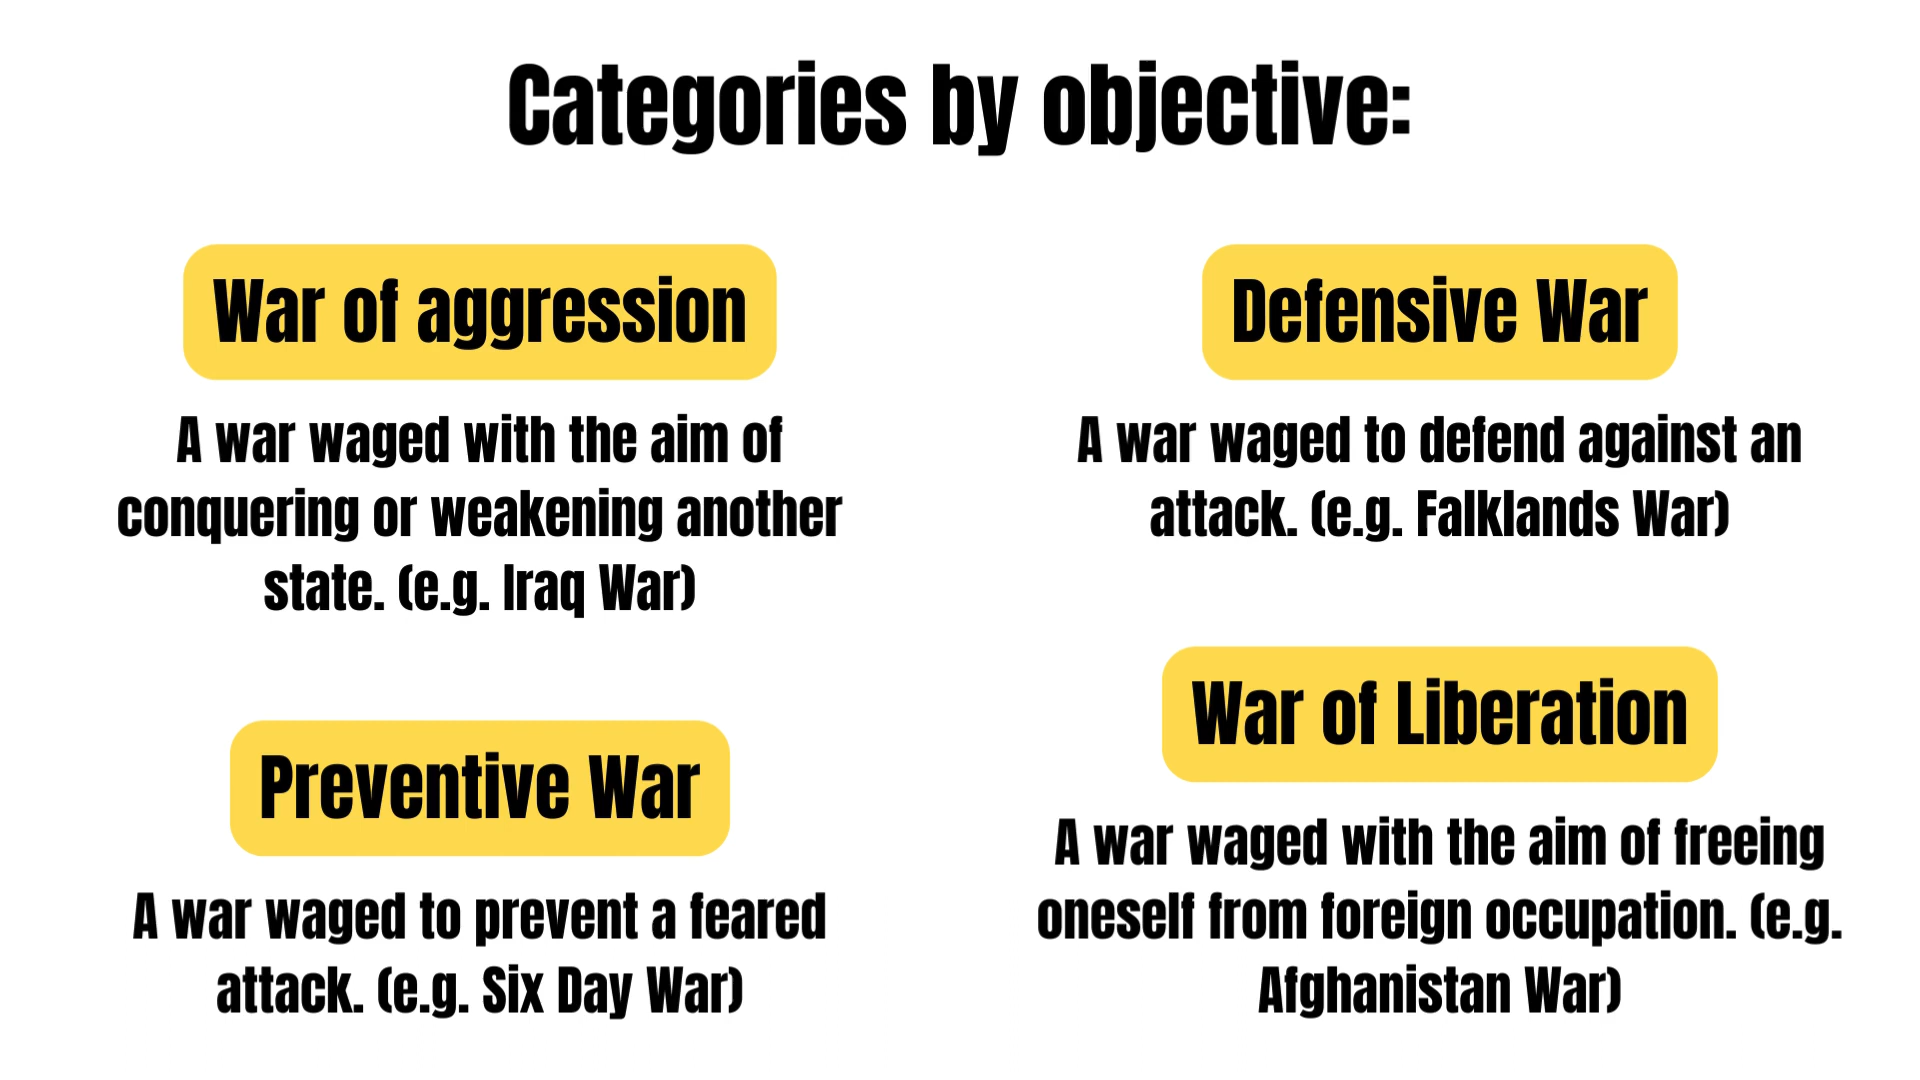 Categories by objective:
War of aggression
A war waged with the aim of
conquering or weakening another
state. (e.g. Iraq War)
Defensive War
A war waged to defend against an
attack. (e.g. Falklands War)
Preventive War
A war waged to prevent a feared
attack. (e.g. Six Day War)
War of Liberation
A war waged with the aim of freeing
oneself from foreign occupation. (e.g.
Afghanistan War)